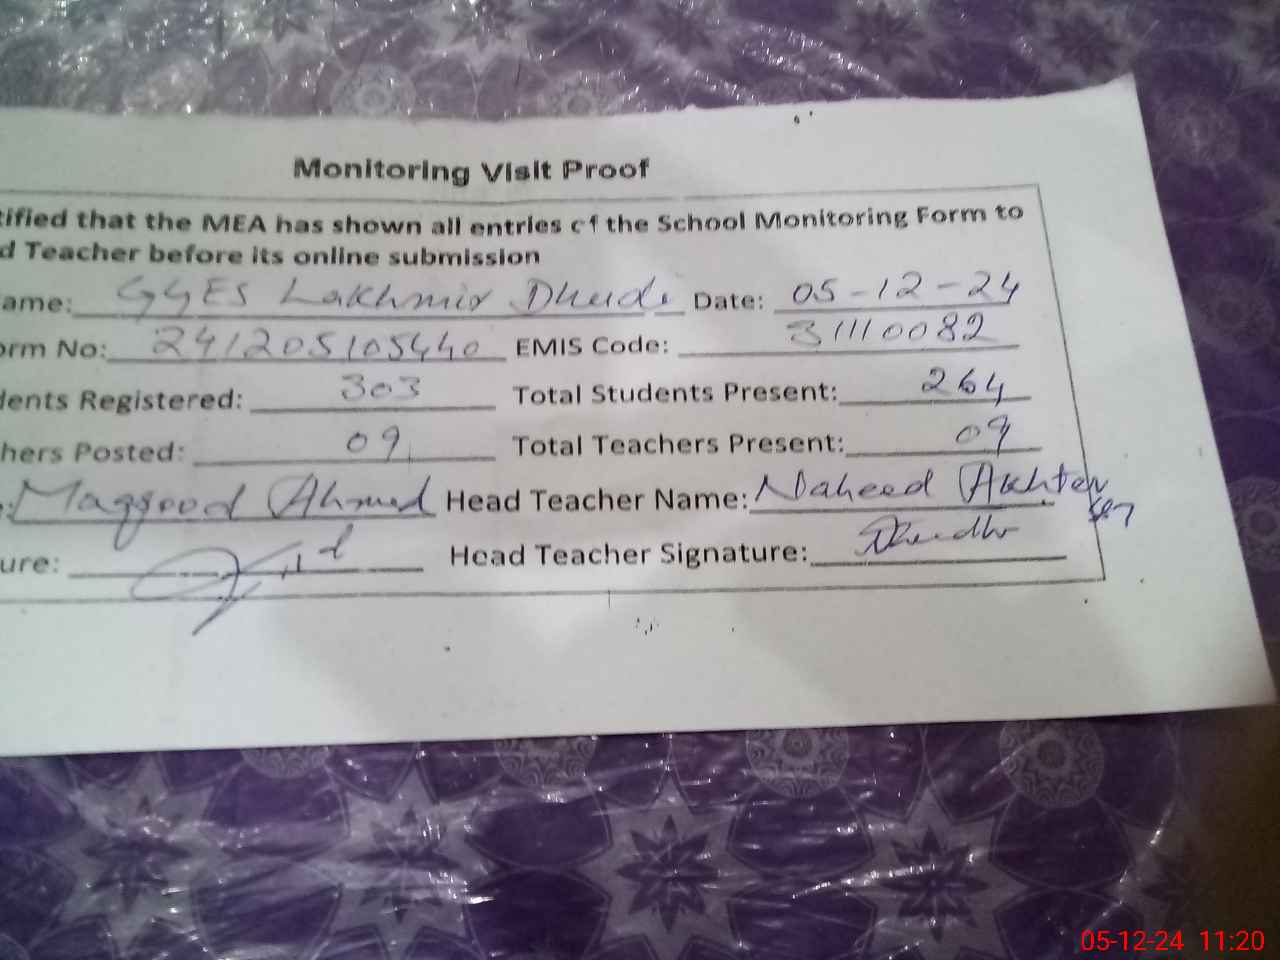 Monitoring Visit Proof
tified that the MEA has shown all entries of the School Monitoring Form to
d Teacher before its online submission
ame: GGES Lakhmir Date: 05-12-24
orm No: 241205105440 EMIS Code: 31110082
dents Registered: 303 Total Students Present: 264
hers Posted: 09 Total Teachers Present: 09
: Maqsood Ahmed Head Teacher Name: Naheed Akhter
ure: Head Teacher Signature:
05-12-24 11:20